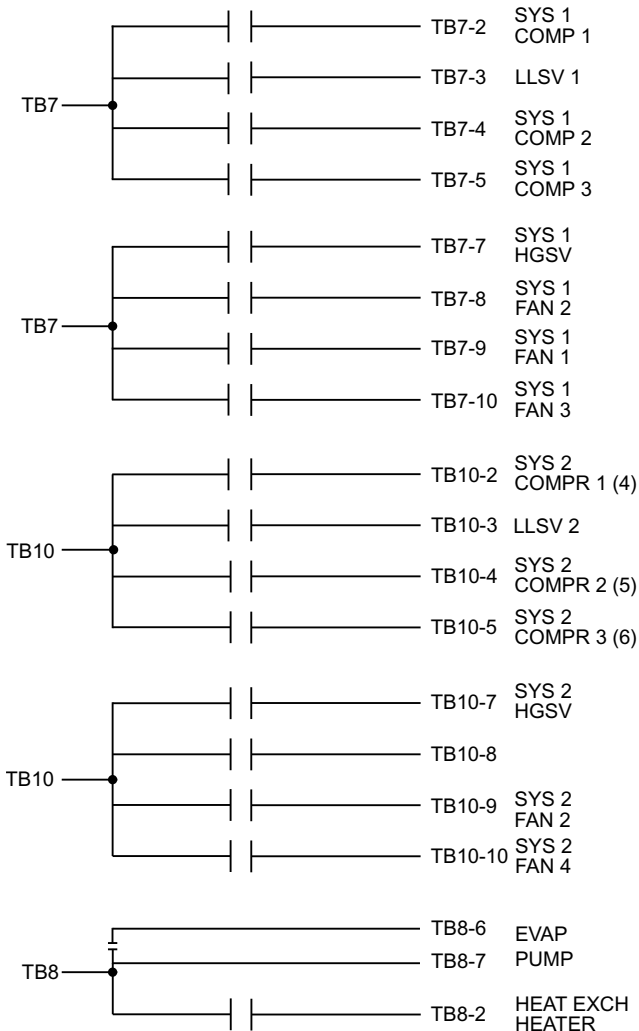 TB7
TB7-2 SYS 1
COMP 1
TB7-3 LLSV 1
TB7-4 SYS 1
COMP 2
TB7-5 SYS 1
COMP 3
TB7
TB7-7 SYS 1
HGSV
TB7-8 SYS 1
FAN 2
TB7-9 SYS 1
FAN 1
TB7-10 SYS 1
FAN 3
TB10
TB10-2 SYS 2
COMPR 1 (4)
TB10-3 LLSV 2
TB10-4 SYS 2
COMPR 2 (5)
TB10-5 SYS 2
COMPR 3 (6)
TB10
TB10-7 SYS 2
HGSV
TB10-8
TB10-9 SYS 2
FAN 2
TB10-10 SYS 2
FAN 4
TB8
TB8-6 EVAP
TB8-7 PUMP
TB8-2 HEAT EXCH
HEATER